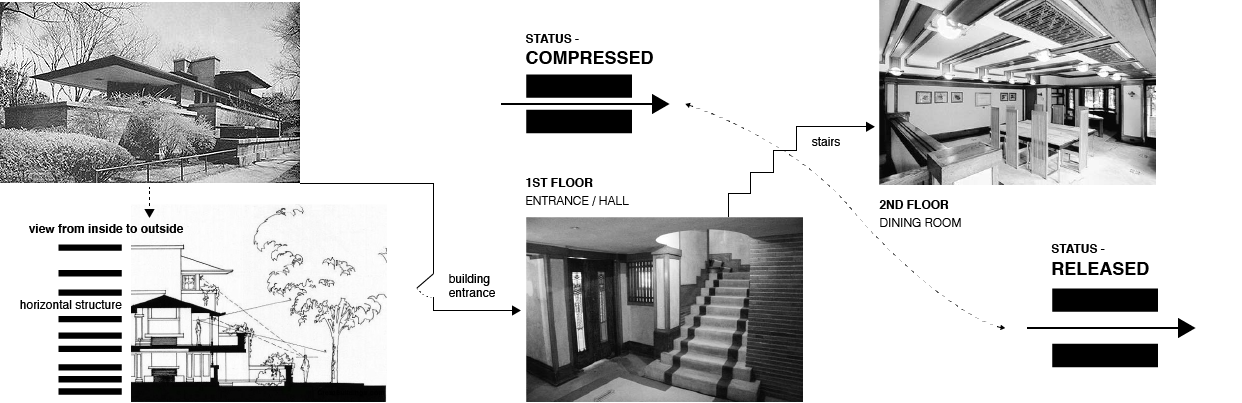 view from inside to outside
horizontal structure
building
entrance
STATUS -
COMPRESSED
1ST FLOOR
ENTRANCE / HALL
stairs
2ND FLOOR
DINING ROOM
STATUS -
RELEASED